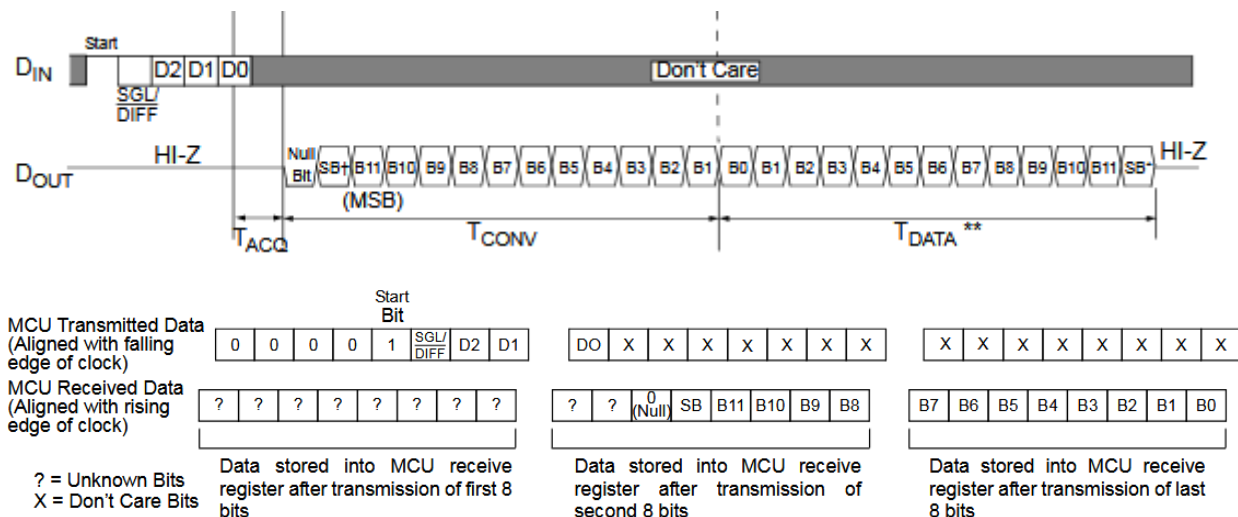 Start
D_IN D2 D1 D0 Don't Care
SGL/
DIFF
D_OUT HI-Z Null Bit SB† B11 B10 B9 B8 B7 B6 B5 B4 B3 B2 B1 B0 B1 B2 B3 B4 B5 B6 B7 B8 B9 B10 B11 SB* HI-Z
(MSB)
T_ACQ T_CONV T_DATA **
Start
Bit
MCU Transmitted Data
(Aligned with falling
edge of clock)
0 0 0 0 1 SGL/DIFF D2 D1
DO X X X X X X X
X X X X X X X X
MCU Received Data
(Aligned with rising
edge of clock)
? ? ? ? ? ? ? ?
? ? 0 (Null) SB B11 B10 B9 B8
B7 B6 B5 B4 B3 B2 B1 B0
? = Unknown Bits
X = Don't Care Bits
Data stored into MCU receive
register after transmission of first 8
bits
Data stored into MCU receive
register after transmission of
second 8 bits
Data stored into MCU receive
register after transmission of last
8 bits